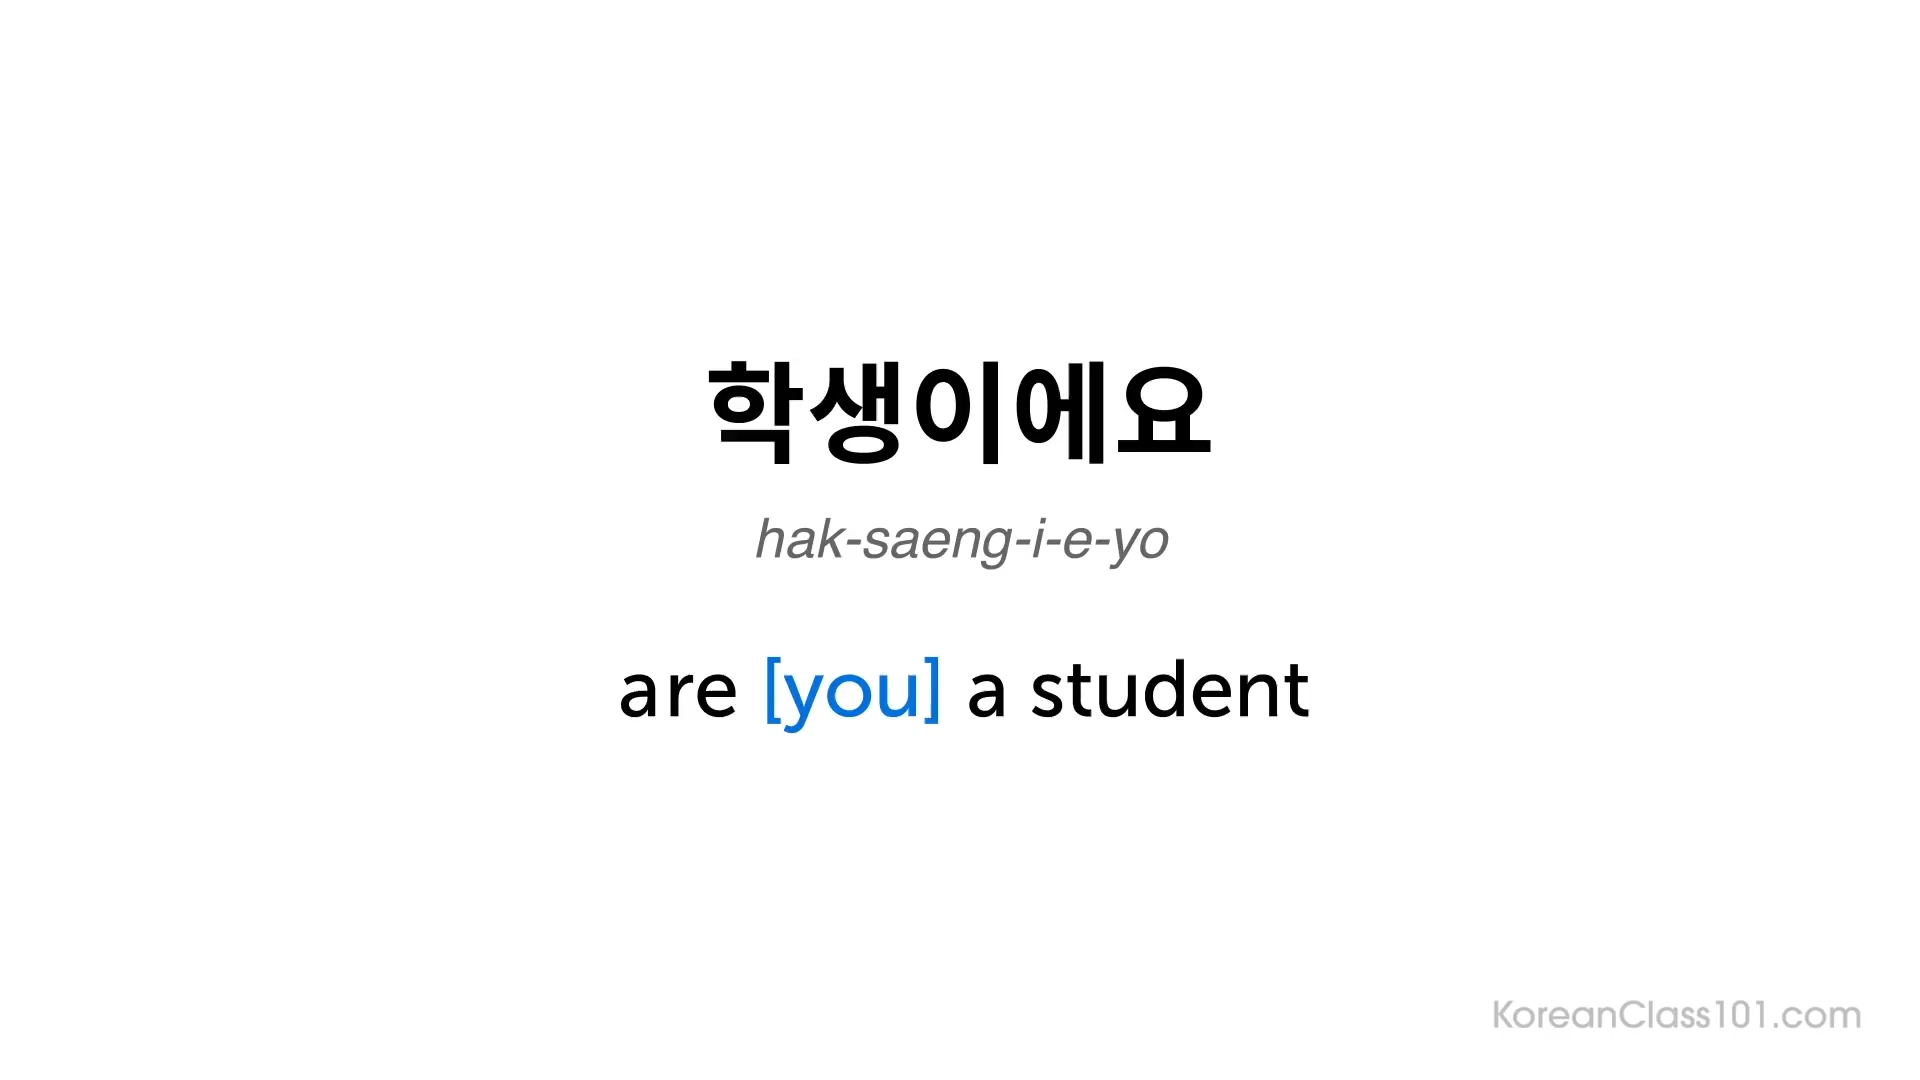 학생이에요
hak-saeng-i-e-yo
are [you] a student
KoreanClass101.com